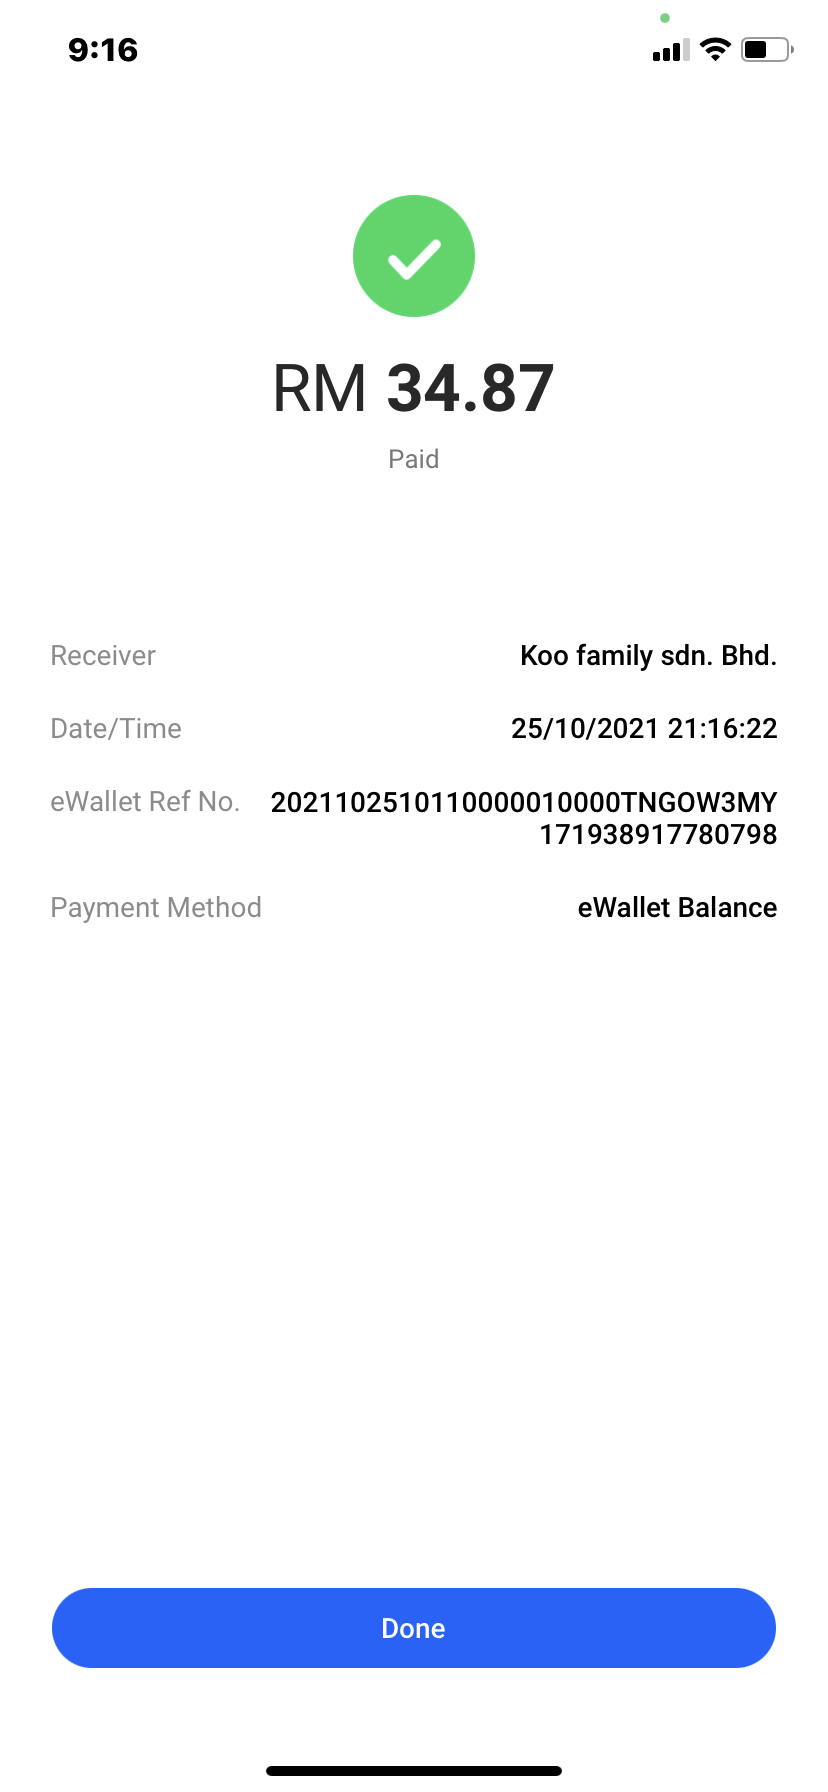 9:16
RM 34.87
Paid
Receiver Koo family sdn. Bhd.
Date/Time 25/10/2021 21:16:22
eWallet Ref No. 2021102510110000010000TNGOW3MY
171938917780798
Payment Method eWallet Balance
Done